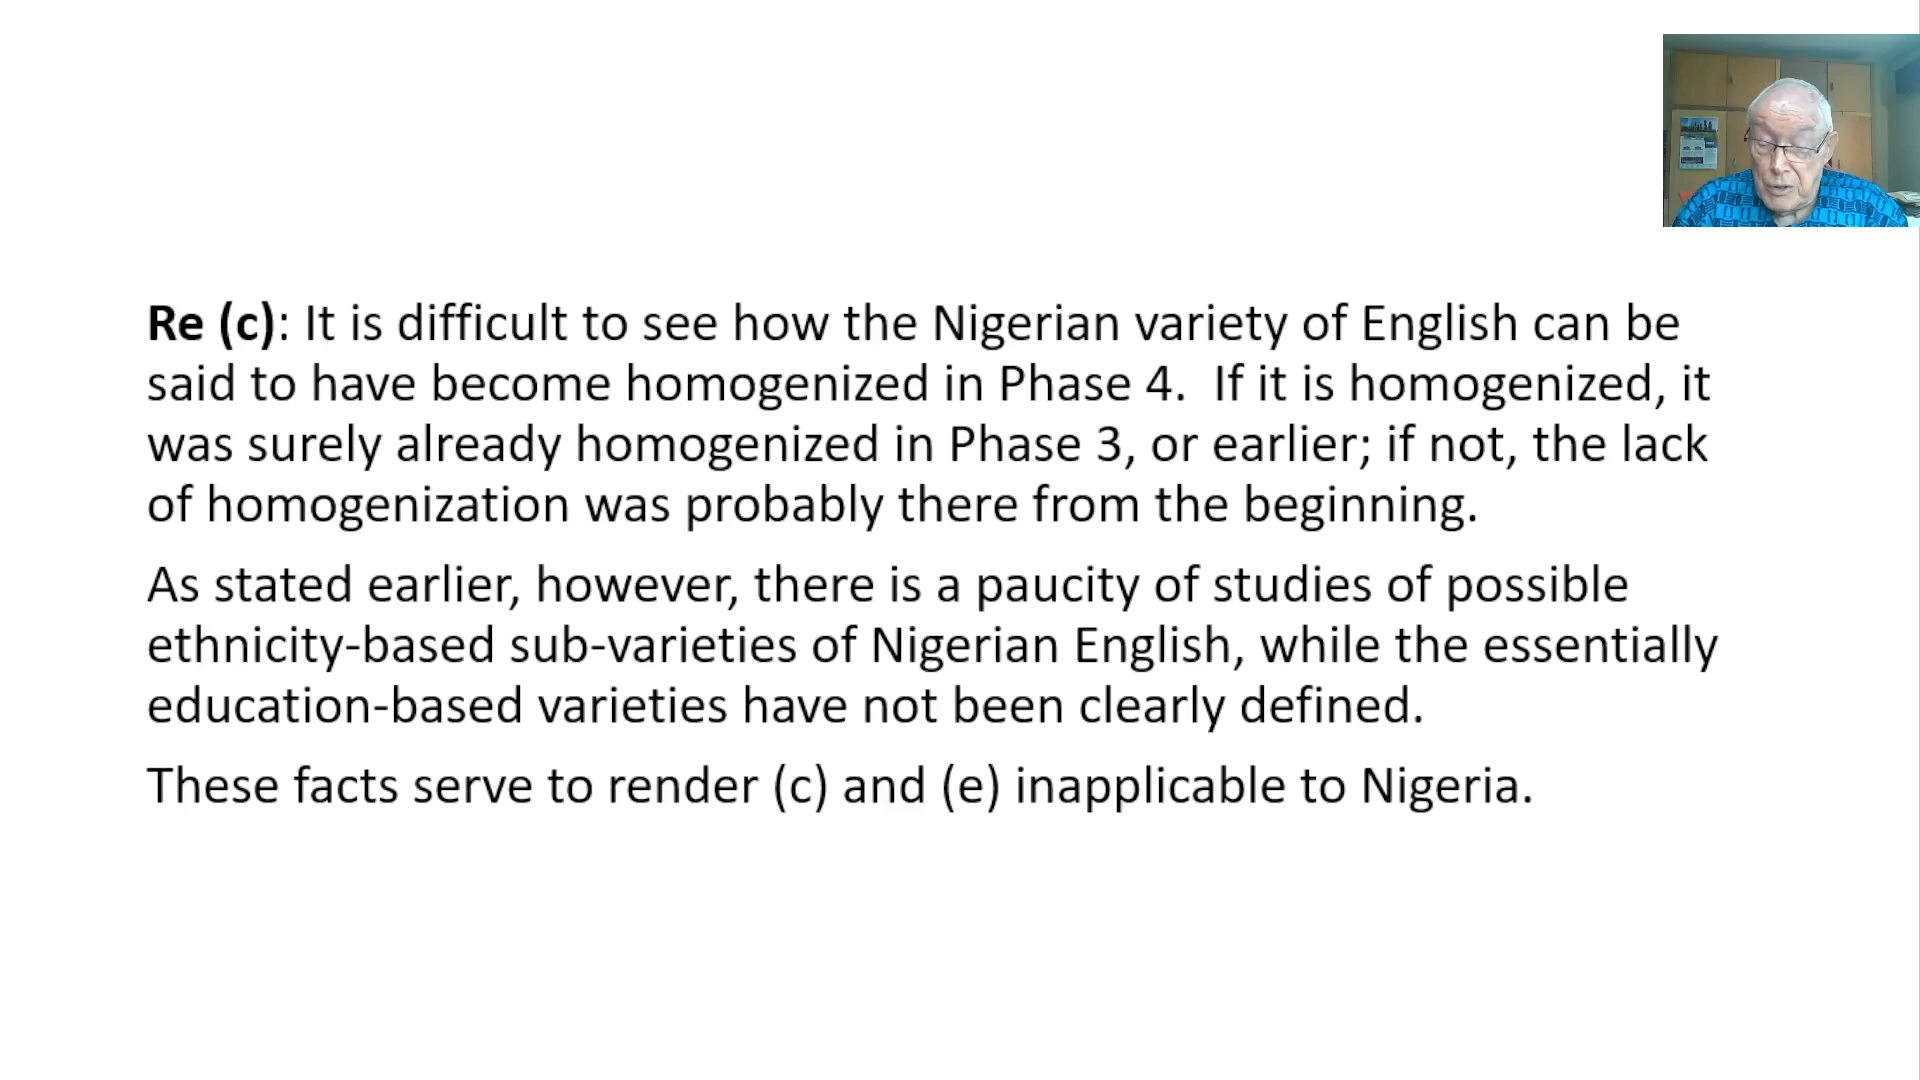 Re (c): It is difficult to see how the Nigerian variety of English can be
said to have become homogenized in Phase 4.  If it is homogenized, it
was surely already homogenized in Phase 3, or earlier; if not, the lack
of homogenization was probably there from the beginning.
As stated earlier, however, there is a paucity of studies of possible
ethnicity-based sub-varieties of Nigerian English, while the essentially
education-based varieties have not been clearly defined.
These facts serve to render (c) and (e) inapplicable to Nigeria.